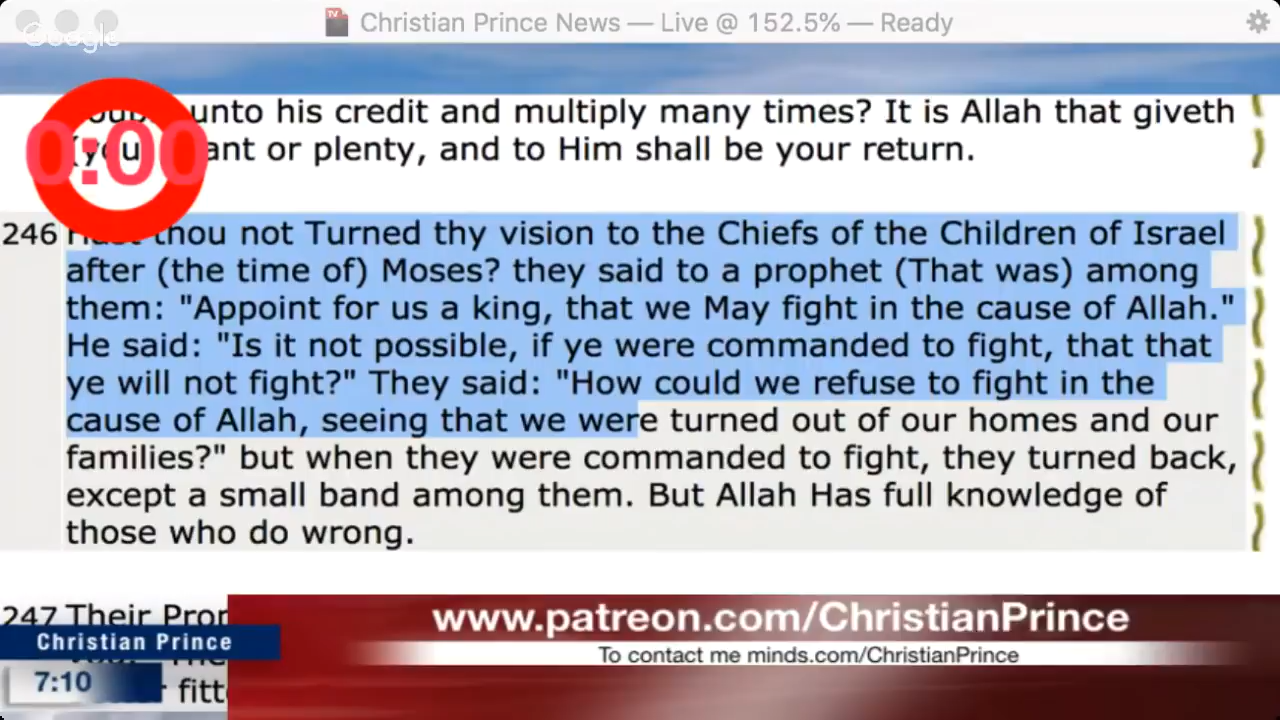 Christian Prince News — Live @ 152.5% — Ready
Google
unto his credit and multiply many times? It is Allah that giveth
or plenty, and to Him shall be your return.
0:00
246 Hast thou not Turned thy vision to the Chiefs of the Children of Israel
after (the time of) Moses? they said to a prophet (That was) among
them: "Appoint for us a king, that we May fight in the cause of Allah."
He said: "Is it not possible, if ye were commanded to fight, that that
ye will not fight?" They said: "How could we refuse to fight in the
cause of Allah, seeing that we were turned out of our homes and our
families?" but when they were commanded to fight, they turned back,
except a small band among them. But Allah Has full knowledge of
those who do wrong.
247 Their
www.patreon.com/ChristianPrince
Christian Prince
To contact me minds.com/ChristianPrince
7:10